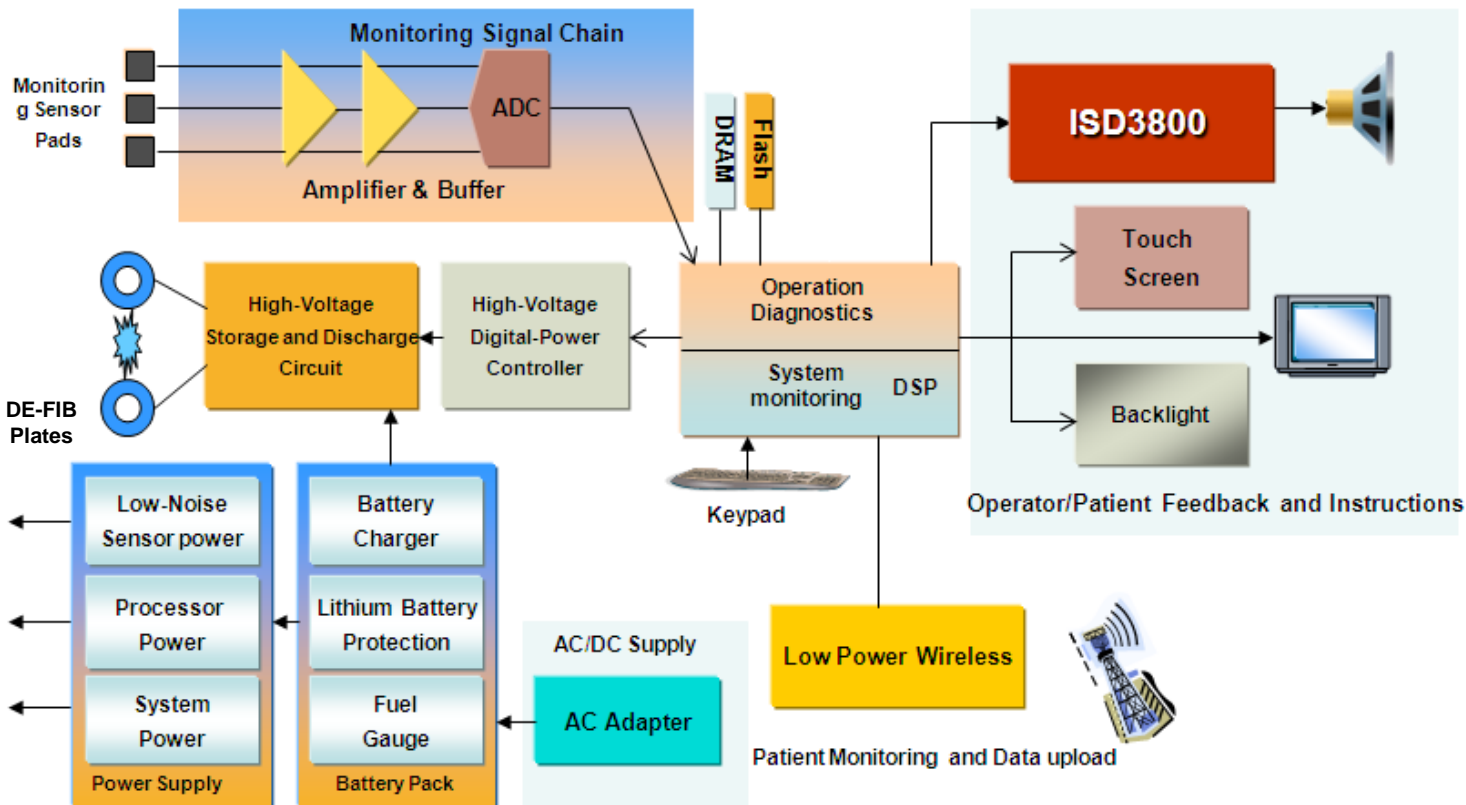 Monitoring Signal Chain
Monitorin
g Sensor
Pads
ADC
Amplifier & Buffer
DRAM
Flash
ISD3800
Touch
Screen
Backlight
Operator/Patient Feedback and Instructions
High-Voltage
Storage and Discharge
Circuit
High-Voltage
Digital-Power
Controller
Operation
Diagnostics
System
monitoring
DSP
DE-FIB
Plates
Keypad
Low-Noise
Sensor power
Processor
Power
System
Power
Power Supply
Battery
Charger
Lithium Battery
Protection
Fuel
Gauge
Battery Pack
AC/DC Supply
AC Adapter
Low Power Wireless
Patient Monitoring and Data upload